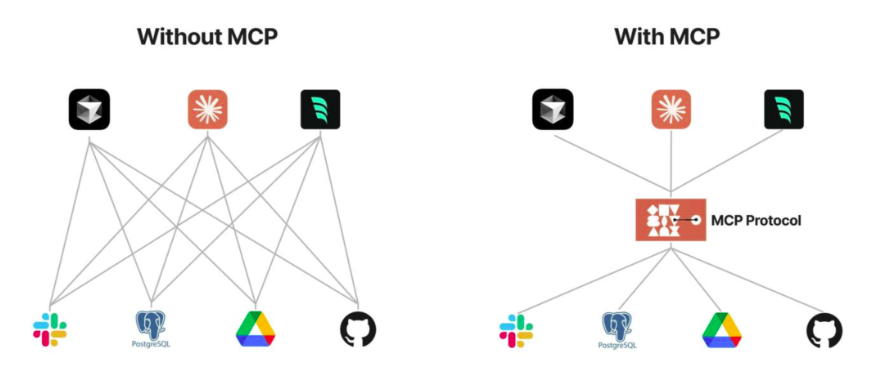 Without MCP
With MCP
MCP Protocol
PostgreSQL
PostgreSQL